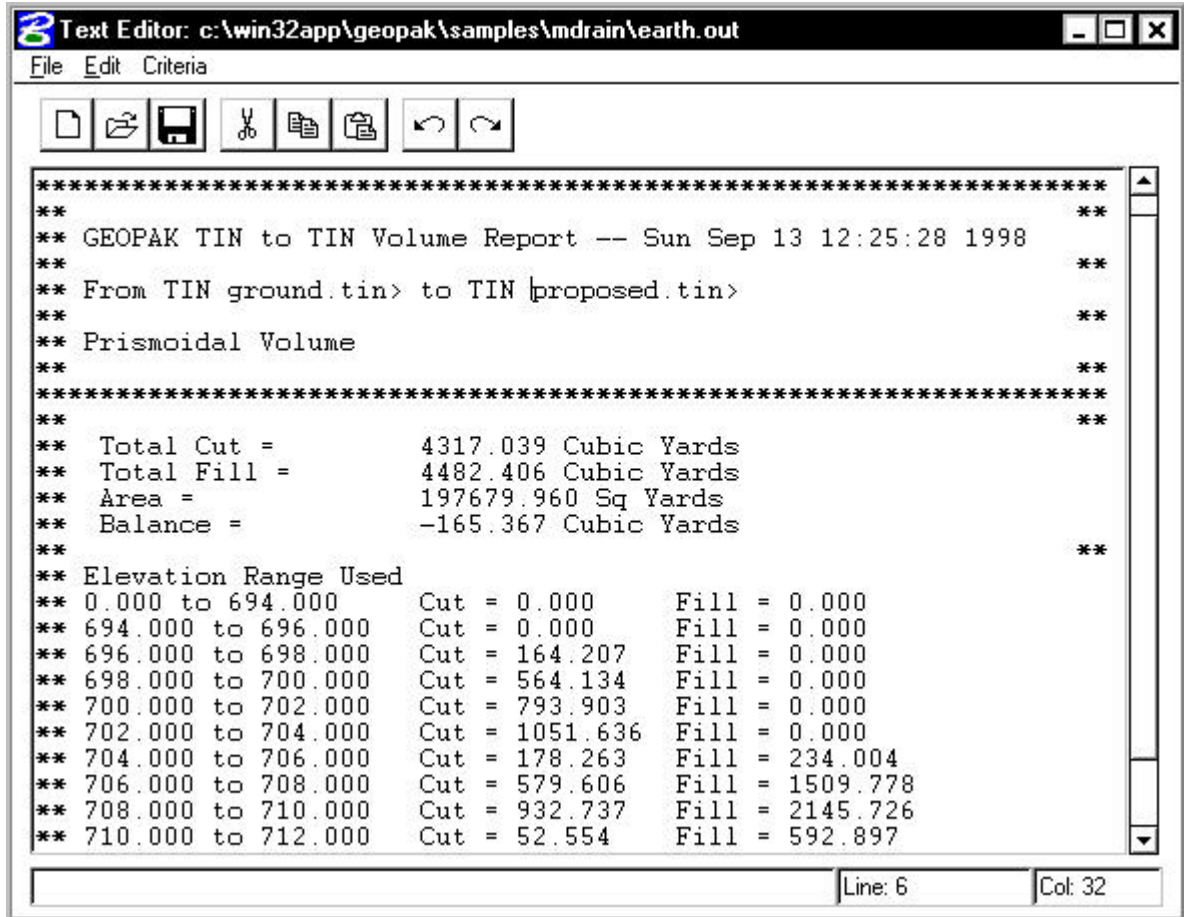 Text Editor: c:\win32app\geopak\samples\mdrain\earth.out
File Edit Criteria
*******************************************************************
** **
** GEOPAK TIN to TIN Volume Report -- Sun Sep 13 12:25:28 1998
** **
** From TIN ground.tin> to TIN proposed.tin>
** **
** Prismoidal Volume
** **
*******************************************************************
** **
** Total Cut = 4317.039 Cubic Yards
** Total Fill = 4482.406 Cubic Yards
** Area = 197679.960 Sq Yards
** Balance = -165.367 Cubic Yards
** **
** Elevation Range Used
** 0.000 to 694.000 Cut = 0.000 Fill = 0.000
** 694.000 to 696.000 Cut = 0.000 Fill = 0.000
** 696.000 to 698.000 Cut = 164.207 Fill = 0.000
** 698.000 to 700.000 Cut = 564.134 Fill = 0.000
** 700.000 to 702.000 Cut = 793.903 Fill = 0.000
** 702.000 to 704.000 Cut = 1051.636 Fill = 0.000
** 704.000 to 706.000 Cut = 178.263 Fill = 234.004
** 706.000 to 708.000 Cut = 579.606 Fill = 1509.778
** 708.000 to 710.000 Cut = 932.737 Fill = 2145.726
** 710.000 to 712.000 Cut = 52.554 Fill = 592.897
Line: 6 Col: 32